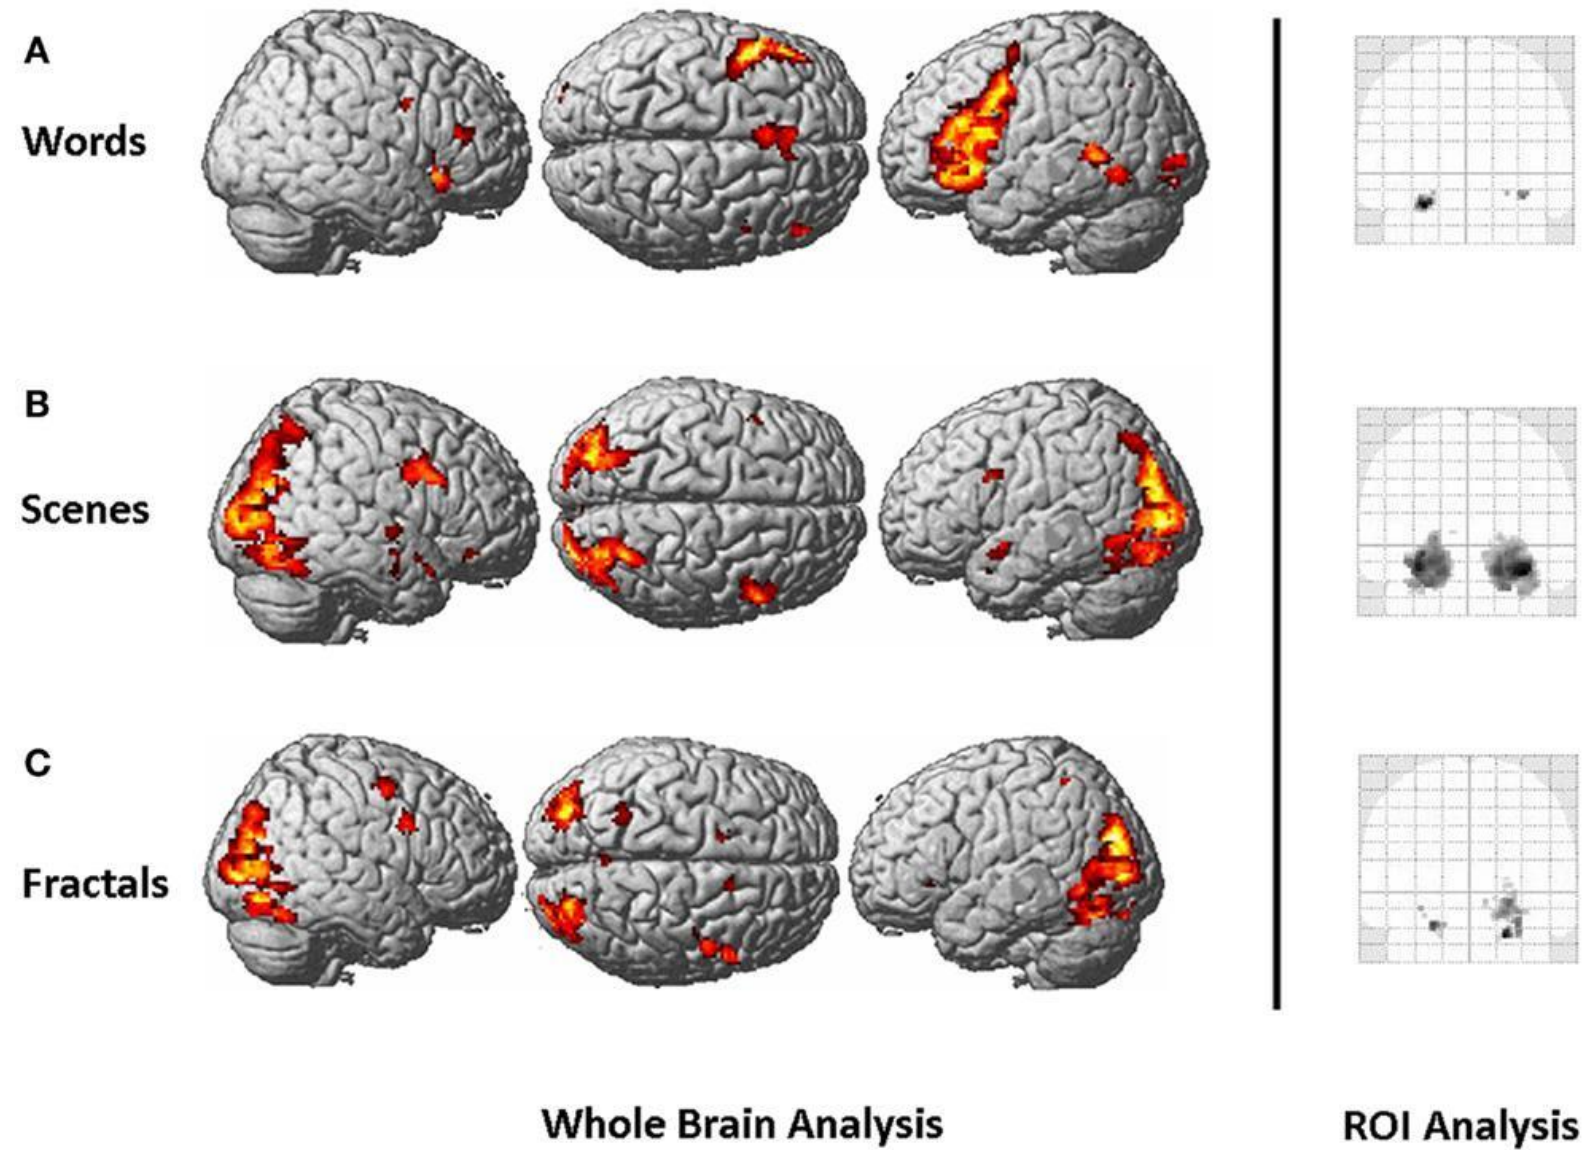 A
Words
B
Scenes
C
Fractals
Whole Brain Analysis
ROI Analysis